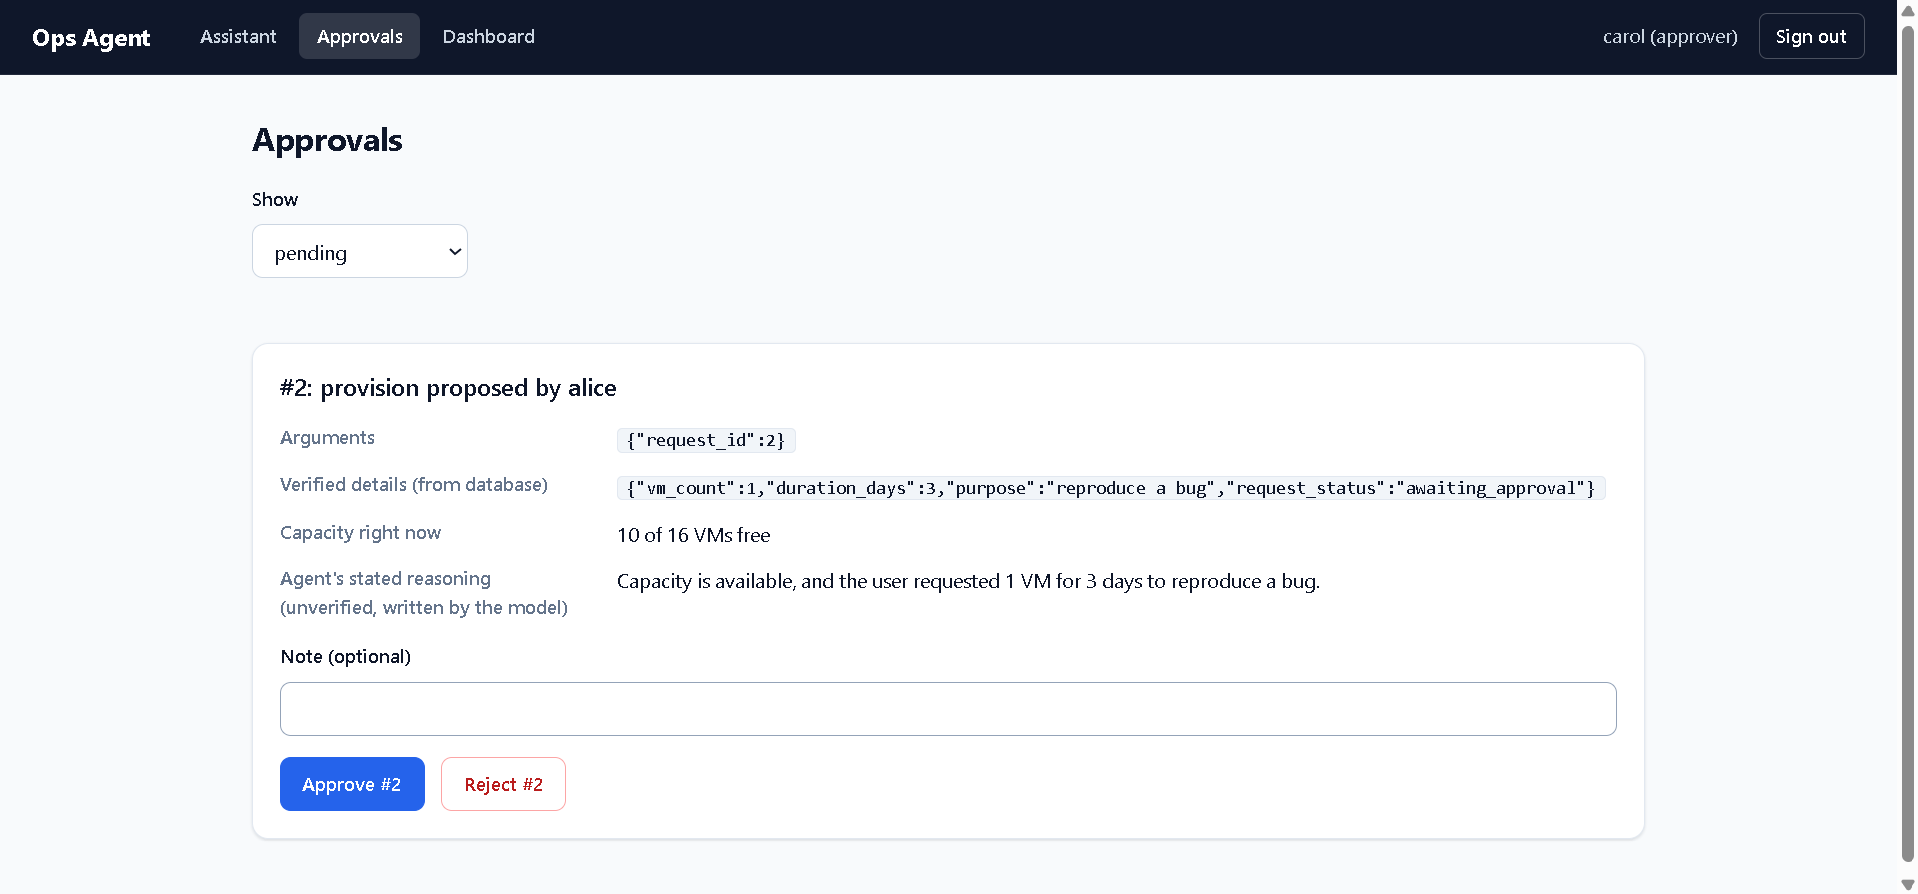 Ops Agent Assistant Approvals Dashboard carol (approver) Sign out
Approvals
Show
pending
#2: provision proposed by alice
Arguments {"request_id":2}
Verified details (from database) {"vm_count":1,"duration_days":3,"purpose":"reproduce a bug","request_status":"awaiting_approval"}
Capacity right now 10 of 16 VMs free
Agent's stated reasoning Capacity is available, and the user requested 1 VM for 3 days to reproduce a bug.
(unverified, written by the model)
Note (optional)
Approve #2 Reject #2